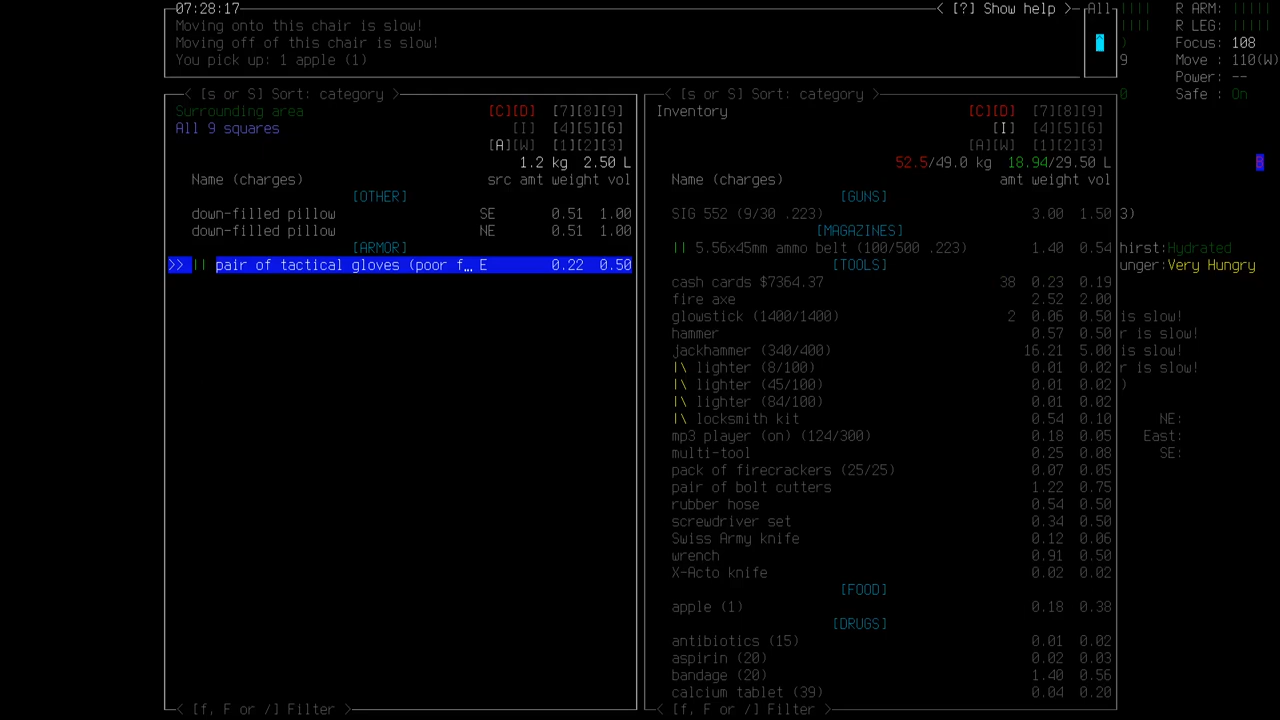 07:28:17 < [?] Show help > All R ARM:
Moving onto this chair is slow! R LEG:
Moving off of this chair is slow! ^ ) Focus: 108
You pick up: 1 apple (1) 9 Move : 110(W)
Power: --
< [s or S] Sort: category > < [s or S] Sort: category > 0 Safe : On
Surrounding area [C][D] [7][8][9] Inventory [C][D] [7][8][9]
All 9 squares [I] [4][5][6] [I] [4][5][6]
[A][W] [1][2][3] [A][W] [1][2][3]
1.2 kg 2.50 L 52.5/49.0 kg 18.94/29.50 L
Name (charges) src amt weight vol Name (charges) amt weight vol
[OTHER] [GUNS]
down-filled pillow SE 0.51 1.00 SIG 552 (9/30 .223) 3.00 1.50 3)
down-filled pillow NE 0.51 1.00 [MAGAZINES]
[ARMOR] || 5.56x45mm ammo belt (100/500 .223) 1.40 0.54 hirst:Hydrated
>> || pair of tactical gloves (poor f… E 0.22 0.50 [TOOLS] unger:Very Hungry
cash cards $7364.37 38 0.23 0.19
fire axe 2.52 2.00
glowstick (1400/1400) 2 0.06 0.50 is slow!
hammer 0.57 0.50 r is slow!
jackhammer (340/400) 16.21 5.00 is slow!
|\ lighter (8/100) 0.01 0.02 r is slow!
|\ lighter (45/100) 0.01 0.02 )
|\ lighter (84/100) 0.01 0.02
|\ locksmith kit 0.54 0.10 NE:
mp3 player (on) (124/300) 0.18 0.05 East:
multi-tool 0.25 0.08 SE:
pack of firecrackers (25/25) 0.07 0.05
pair of bolt cutters 1.22 0.75
rubber hose 0.54 0.50
screwdriver set 0.34 0.50
Swiss Army knife 0.12 0.06
wrench 0.91 0.50
X-Acto knife 0.02 0.02
[FOOD]
apple (1) 0.18 0.38
[DRUGS]
antibiotics (15) 0.01 0.02
aspirin (20) 0.02 0.03
bandage (20) 1.40 0.56
calcium tablet (39) 0.04 0.20
< [f, F or /] Filter > < [f, F or /] Filter >